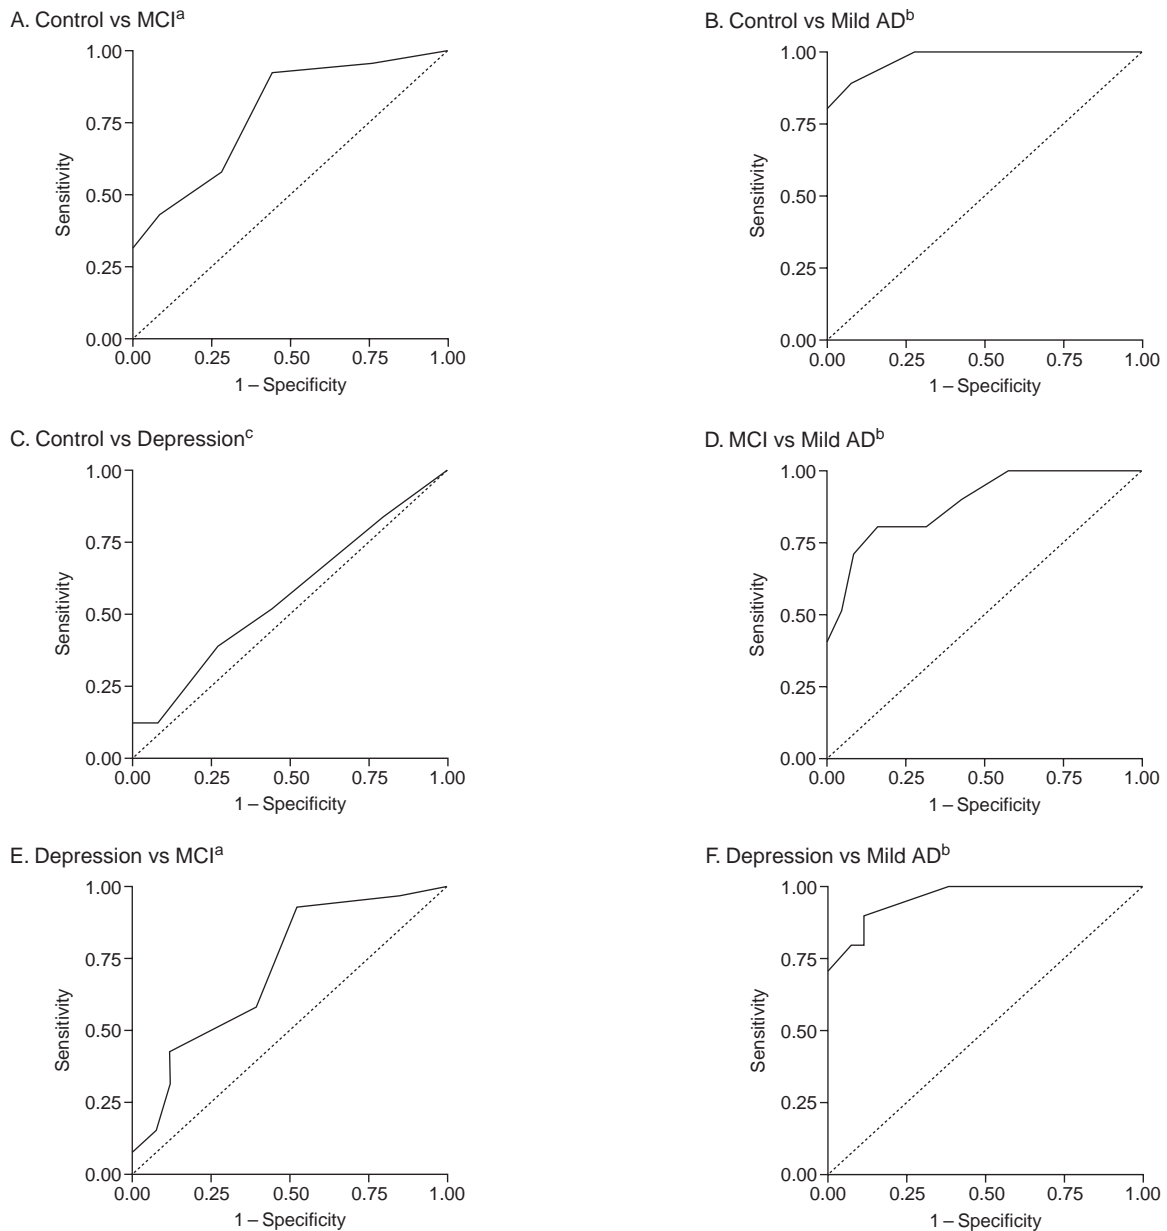 A. Control vs MCIa
1.00
0.75
0.50
0.25
0.00
Sensitivity
0.00 0.25 0.50 0.75 1.00
1 – Specificity
B. Control vs Mild ADb
1.00
0.75
0.50
0.25
0.00
Sensitivity
0.00 0.25 0.50 0.75 1.00
1 – Specificity
C. Control vs Depressionc
1.00
0.75
0.50
0.25
0.00
Sensitivity
0.00 0.25 0.50 0.75 1.00
1 – Specificity
D. MCI vs Mild ADb
1.00
0.75
0.50
0.25
0.00
Sensitivity
0.00 0.25 0.50 0.75 1.00
1 – Specificity
E. Depression vs MCIa
1.00
0.75
0.50
0.25
0.00
Sensitivity
0.00 0.25 0.50 0.75 1.00
1 – Specificity
F. Depression vs Mild ADb
1.00
0.75
0.50
0.25
0.00
Sensitivity
0.00 0.25 0.50 0.75 1.00
1 – Specificity